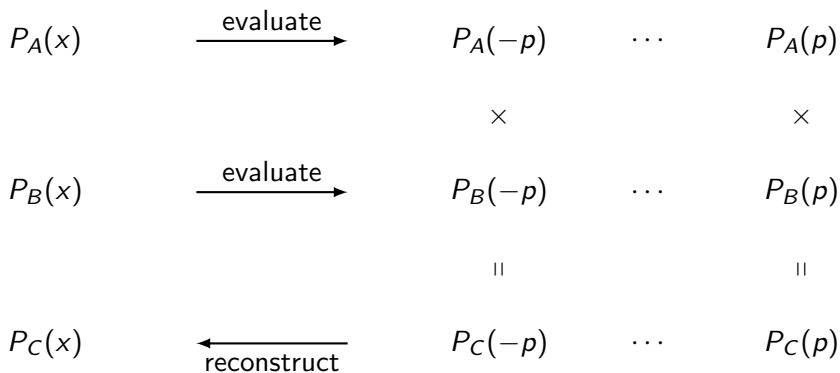 P_A(x) evaluate P_A(−p) ⋯ P_A(p)
× ×
P_B(x) evaluate P_B(−p) ⋯ P_B(p)
= =
P_C(x) reconstruct P_C(−p) ⋯ P_C(p)